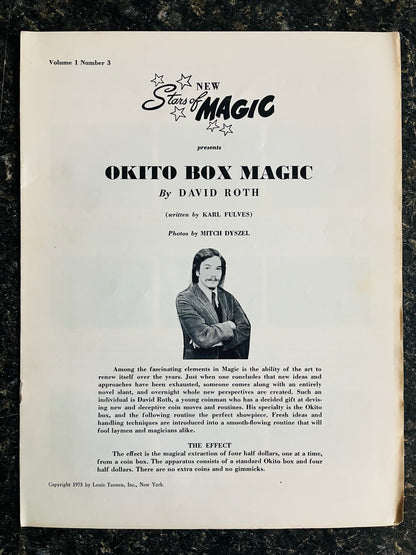 Volume 1 Number 3
NEW
Stars of MAGIC
presents
OKITO BOX MAGIC
By DAVID ROTH
(written by KARL FULVES)
Photos by MITCH DYSZEL
Among the fascinating elements in Magic is the ability of the art to
renew itself over the years. Just when one concludes that new ideas and
approaches have been exhausted, someone comes along with an entirely
novel slant, and overnight whole new perspectives are created. Such an
individual is David Roth, a young coinman who has a decided gift at devis-
ing new and deceptive coin moves and routines. His specialty is the Okito
box, and the following routine the perfect showpiece. Fresh ideas and
handling techniques are introduced into a smooth-flowing routine that will
fool laymen and magicians alike.
THE EFFECT
The effect is the magical extraction of four half dollars, one at a time,
from a coin box. The apparatus consists of a standard Okito box and four
half dollars. There are no extra coins and no gimmicks.
Copyright 1973 by Louis Tannen, Inc., New York.